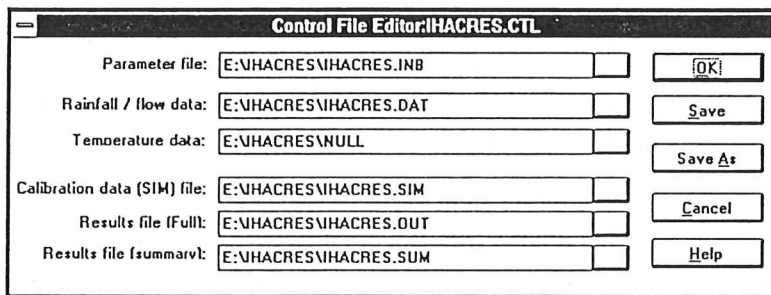 Control File Editor:IHACRES.CTL
Parameter file: E:\IHACRES\IHACRES.INB
OK
Rainfall / flow data: E:\IHACRES\IHACRES.DAT
Save
Temperature data: E:\IHACRES\NULL
Save As
Calibration data (SIM) file: E:\IHACRES\IHACRES.SIM
Cancel
Results file (Full): E:\IHACRES\IHACRES.OUT
Results file (summary): E:\IHACRES\IHACRES.SUM
Help